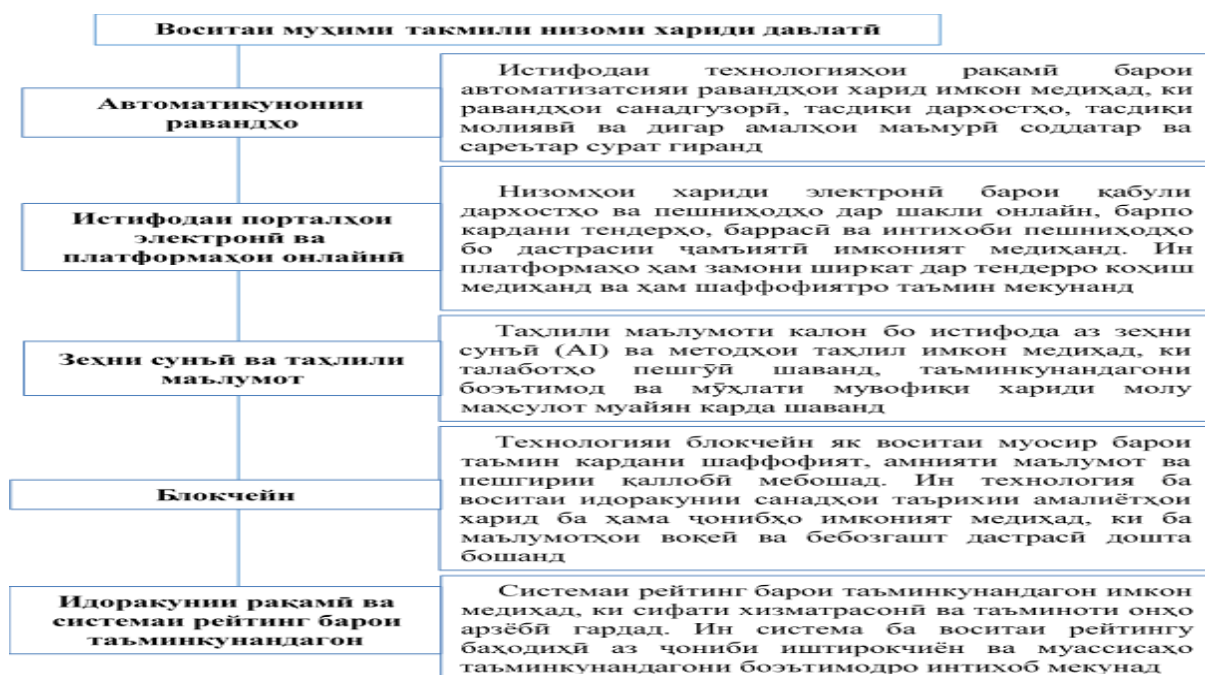 Воситаи муҳими такмили низоми хариди давлатӣ
Автоматикунонии
равандҳо
Истифодаи технологияҳои рақамӣ барои
автоматизатсияи равандҳои харид имкон медиҳад, ки
равандҳои санадгузорӣ, тасдиқи дархостҳо, тасдиқи
молиявӣ ва дигар амалҳои маъмурӣ соддатар ва
сареътар сурат гиранд
Истифодаи порталҳои
электронӣ ва
платформаҳои онлайнӣ
Низомҳои хариди электронӣ барои қабули
дархостҳо ва пешниҳодҳо дар шакли онлайн, барпо
кардани тендерҳо, баррасӣ ва интихоби пешниҳодҳо
бо дастрасии ҷамъиятӣ имконият медиҳанд. Ин
платформаҳо ҳам замони ширкат дар тендерро коҳиш
медиҳанд ва ҳам шаффофиятро таъмин мекунанд
Зеҳни сунъӣ ва таҳлили
маълумот
Таҳлили маълумоти калон бо истифода аз зеҳни
сунъӣ (AI) ва методҳои таҳлил имкон медиҳад, ки
талаботҳо пешгӯӣ шаванд, таъминкунандагони
боэътимод ва мӯҳлати мувофиқи хариди молу
маҳсулот муайян карда шаванд
Блокчейн
Технологияи блокчейн як воситаи муосир барои
таъмин кардани шаффофият, амнияти маълумот ва
пешгирии қаллобӣ мебошад. Ин технология ба
воситаи идоракунии санадҳои таърихии амалиётҳои
харид ба ҳама ҷонибҳо имконият медиҳад, ки ба
маълумотҳои воқеӣ ва бебозгашт дастрасӣ дошта
бошанд
Идоракунии рақамӣ ва
системаи рейтинг барои
таъминкунандагон
Системаи рейтинг барои таъминкунандагон имкон
медиҳад, ки сифати хизматрасонӣ ва таъминоти онҳо
арзёбӣ гардад. Ин система ба воситаи рейтингу
баҳодиҳӣ аз ҷониби иштирокчиён ва муассисаҳо
таъминкунандагони боэътимодро интихоб мекунад